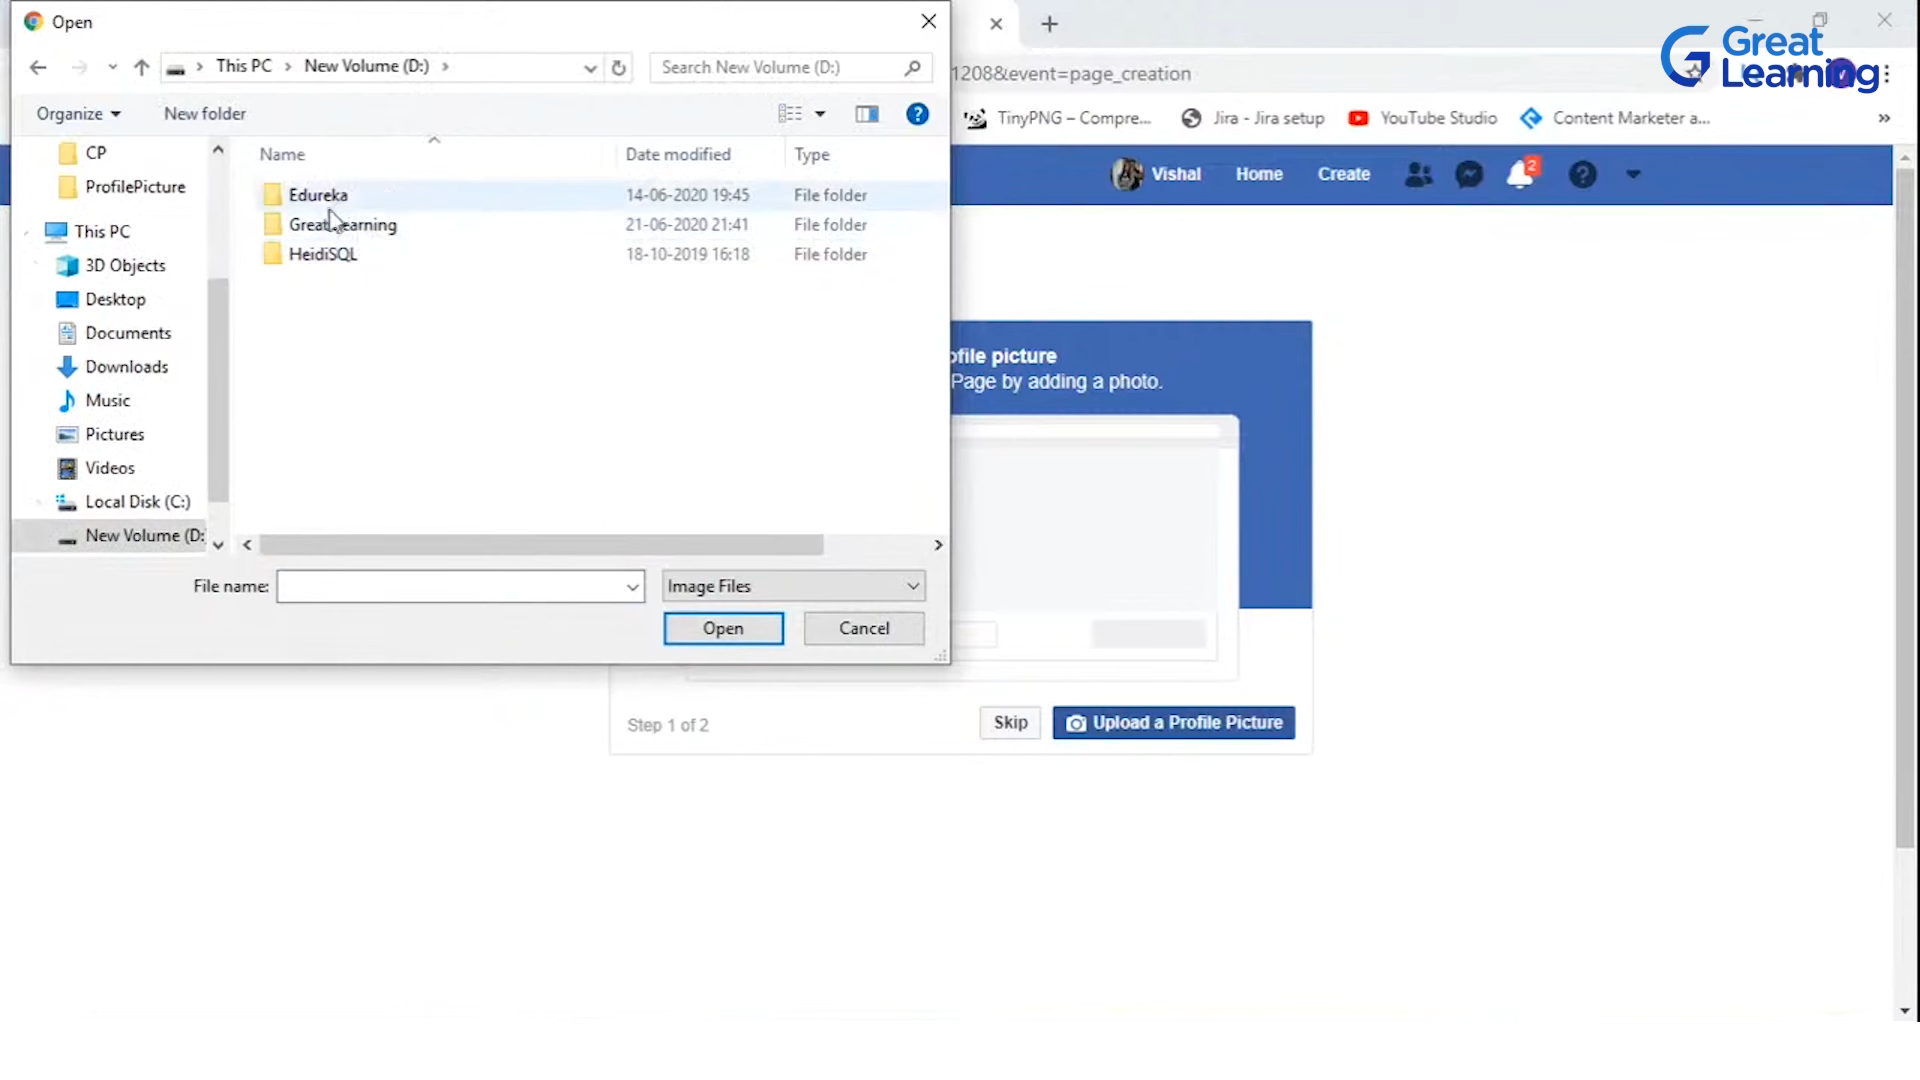 Open
This PC
New Volume (D:)
Search New Volume (D:)
Organize
New folder
CP
ProfilePicture
This PC
3D Objects
Desktop
Documents
Downloads
Music
Pictures
Videos
Local Disk (C:)
New Volume (D:
Name
Date modified
Type
Edureka
14-06-2020 19:45
File folder
GreatLearning
21-06-2020 21:41
File folder
HeidiSQL
18-10-2019 16:18
File folder
File name:
Image Files
Open
Cancel
1208&event=page_creation
Great
Learning
TinyPNG – Compre...
Jira - Jira setup
YouTube Studio
Content Marketer a...
Vishal
Home
Create
2
ofile picture
Page by adding a photo.
Step 1 of 2
Skip
Upload a Profile Picture